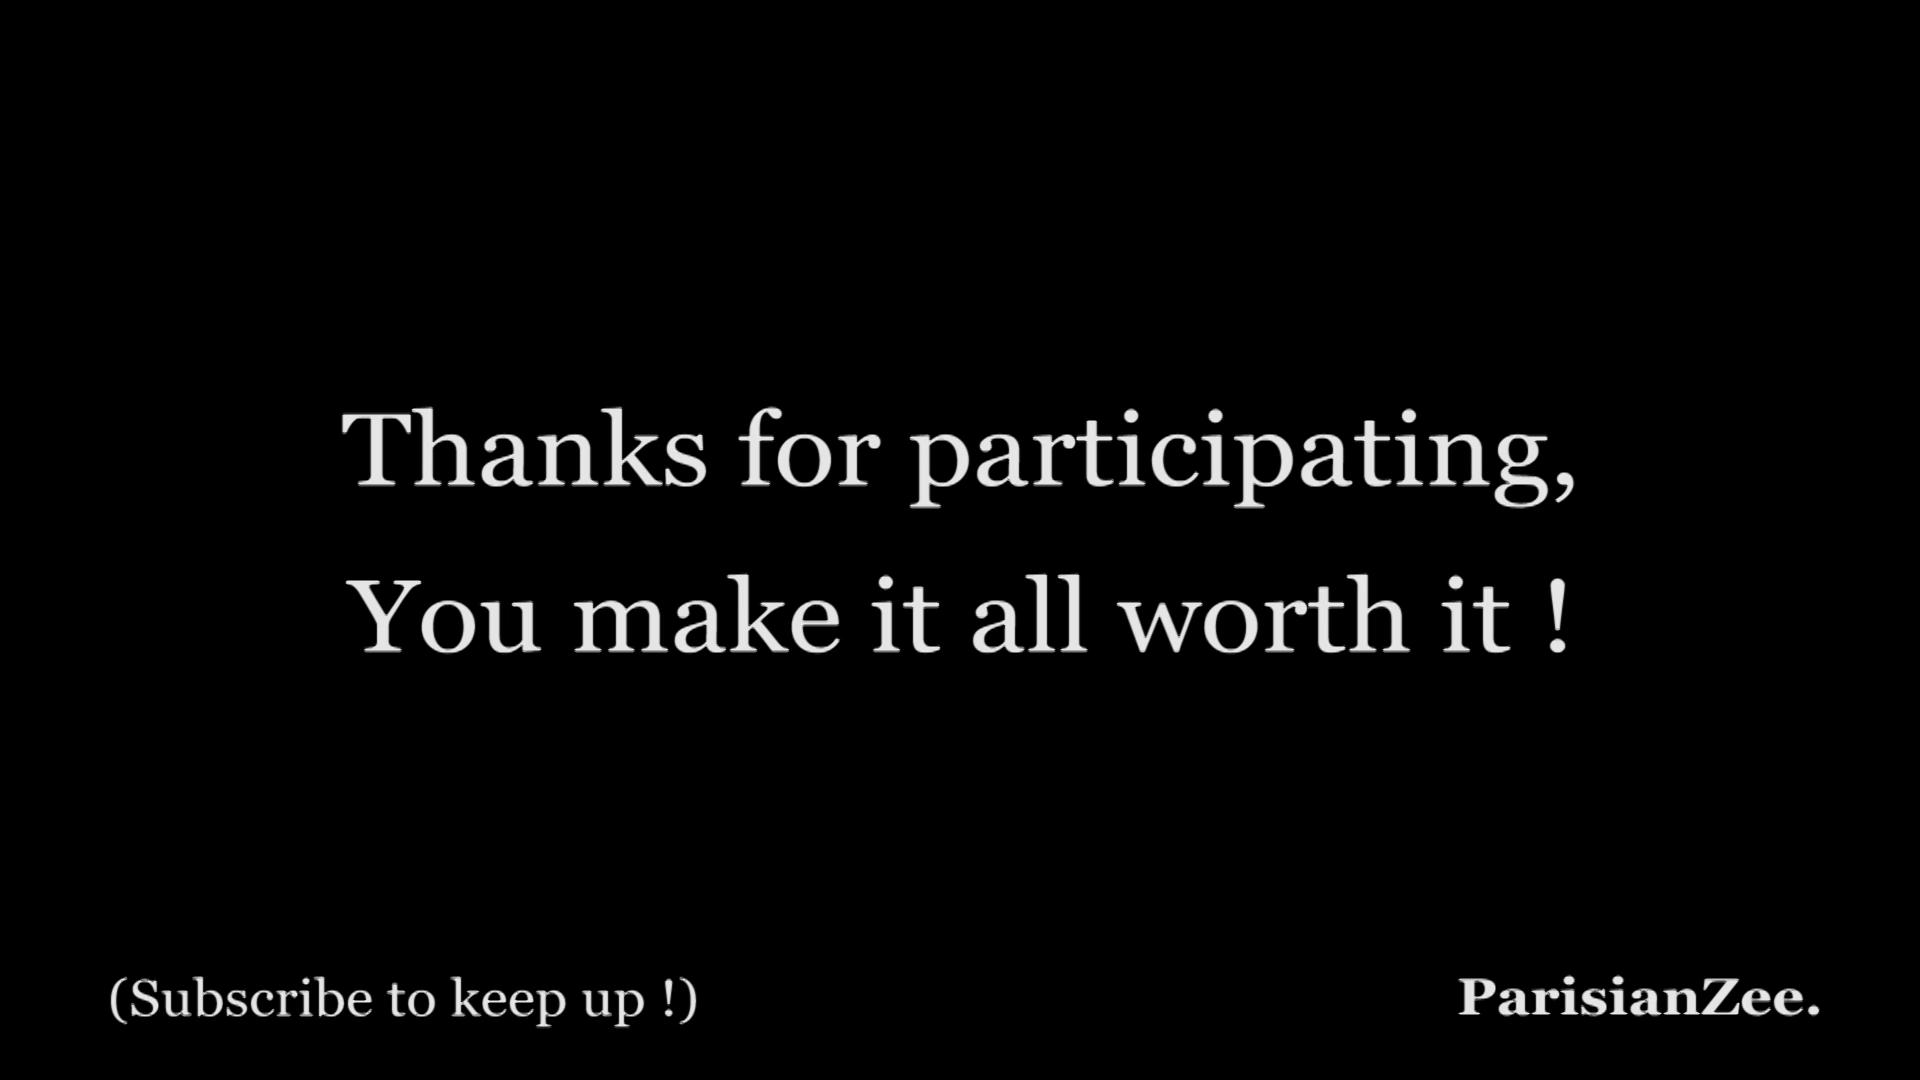 Thanks for participating,
You make it all worth it !
(Subscribe to keep up !)
ParisianZee.